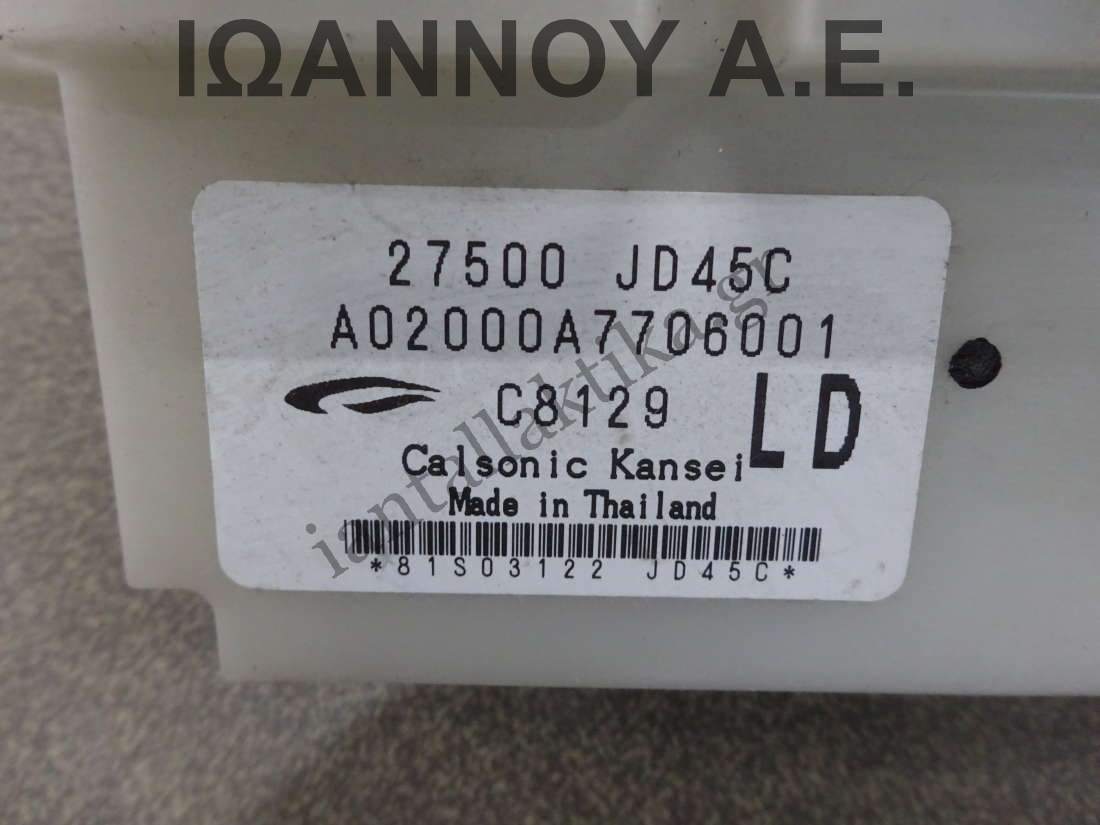 ΙΩΑΝΝΟΥ Α.Ε.
27500 JD45C
A02000A7706001
C8129 LD
Calsonic Kansei
Made in Thailand
*81S03122 JD45C*
iantallaktika.gr